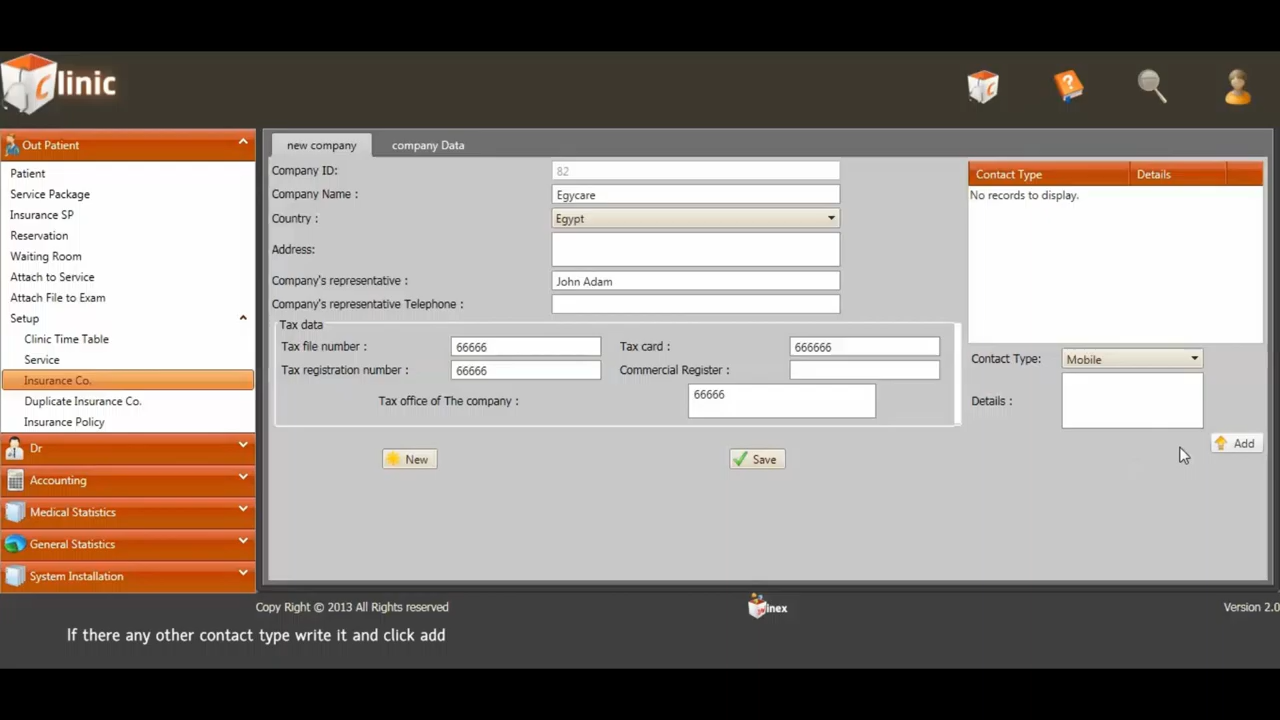 Clinic
Out Patient
Patient
Service Package
Insurance SP
Reservation
Waiting Room
Attach to Service
Attach File to Exam
Setup
Clinic Time Table
Service
Insurance Co.
Duplicate Insurance Co.
Insurance Policy
Dr
Accounting
Medical Statistics
General Statistics
System Installation
new company
company Data
Company ID: 82
Company Name : Egycare
Country : Egypt
Address:
Company's representative : John Adam
Company's representative Telephone :
Tax data
Tax file number : 66666 Tax card : 666666
Tax registration number : 66666 Commercial Register :
Tax office of The company : 66666
New
Save
Contact Type Details
No records to display.
Contact Type: Mobile
Details :
Add
Copy Right © 2013 All Rights reserved
inex
Version 2.0
If there any other contact type write it and click add